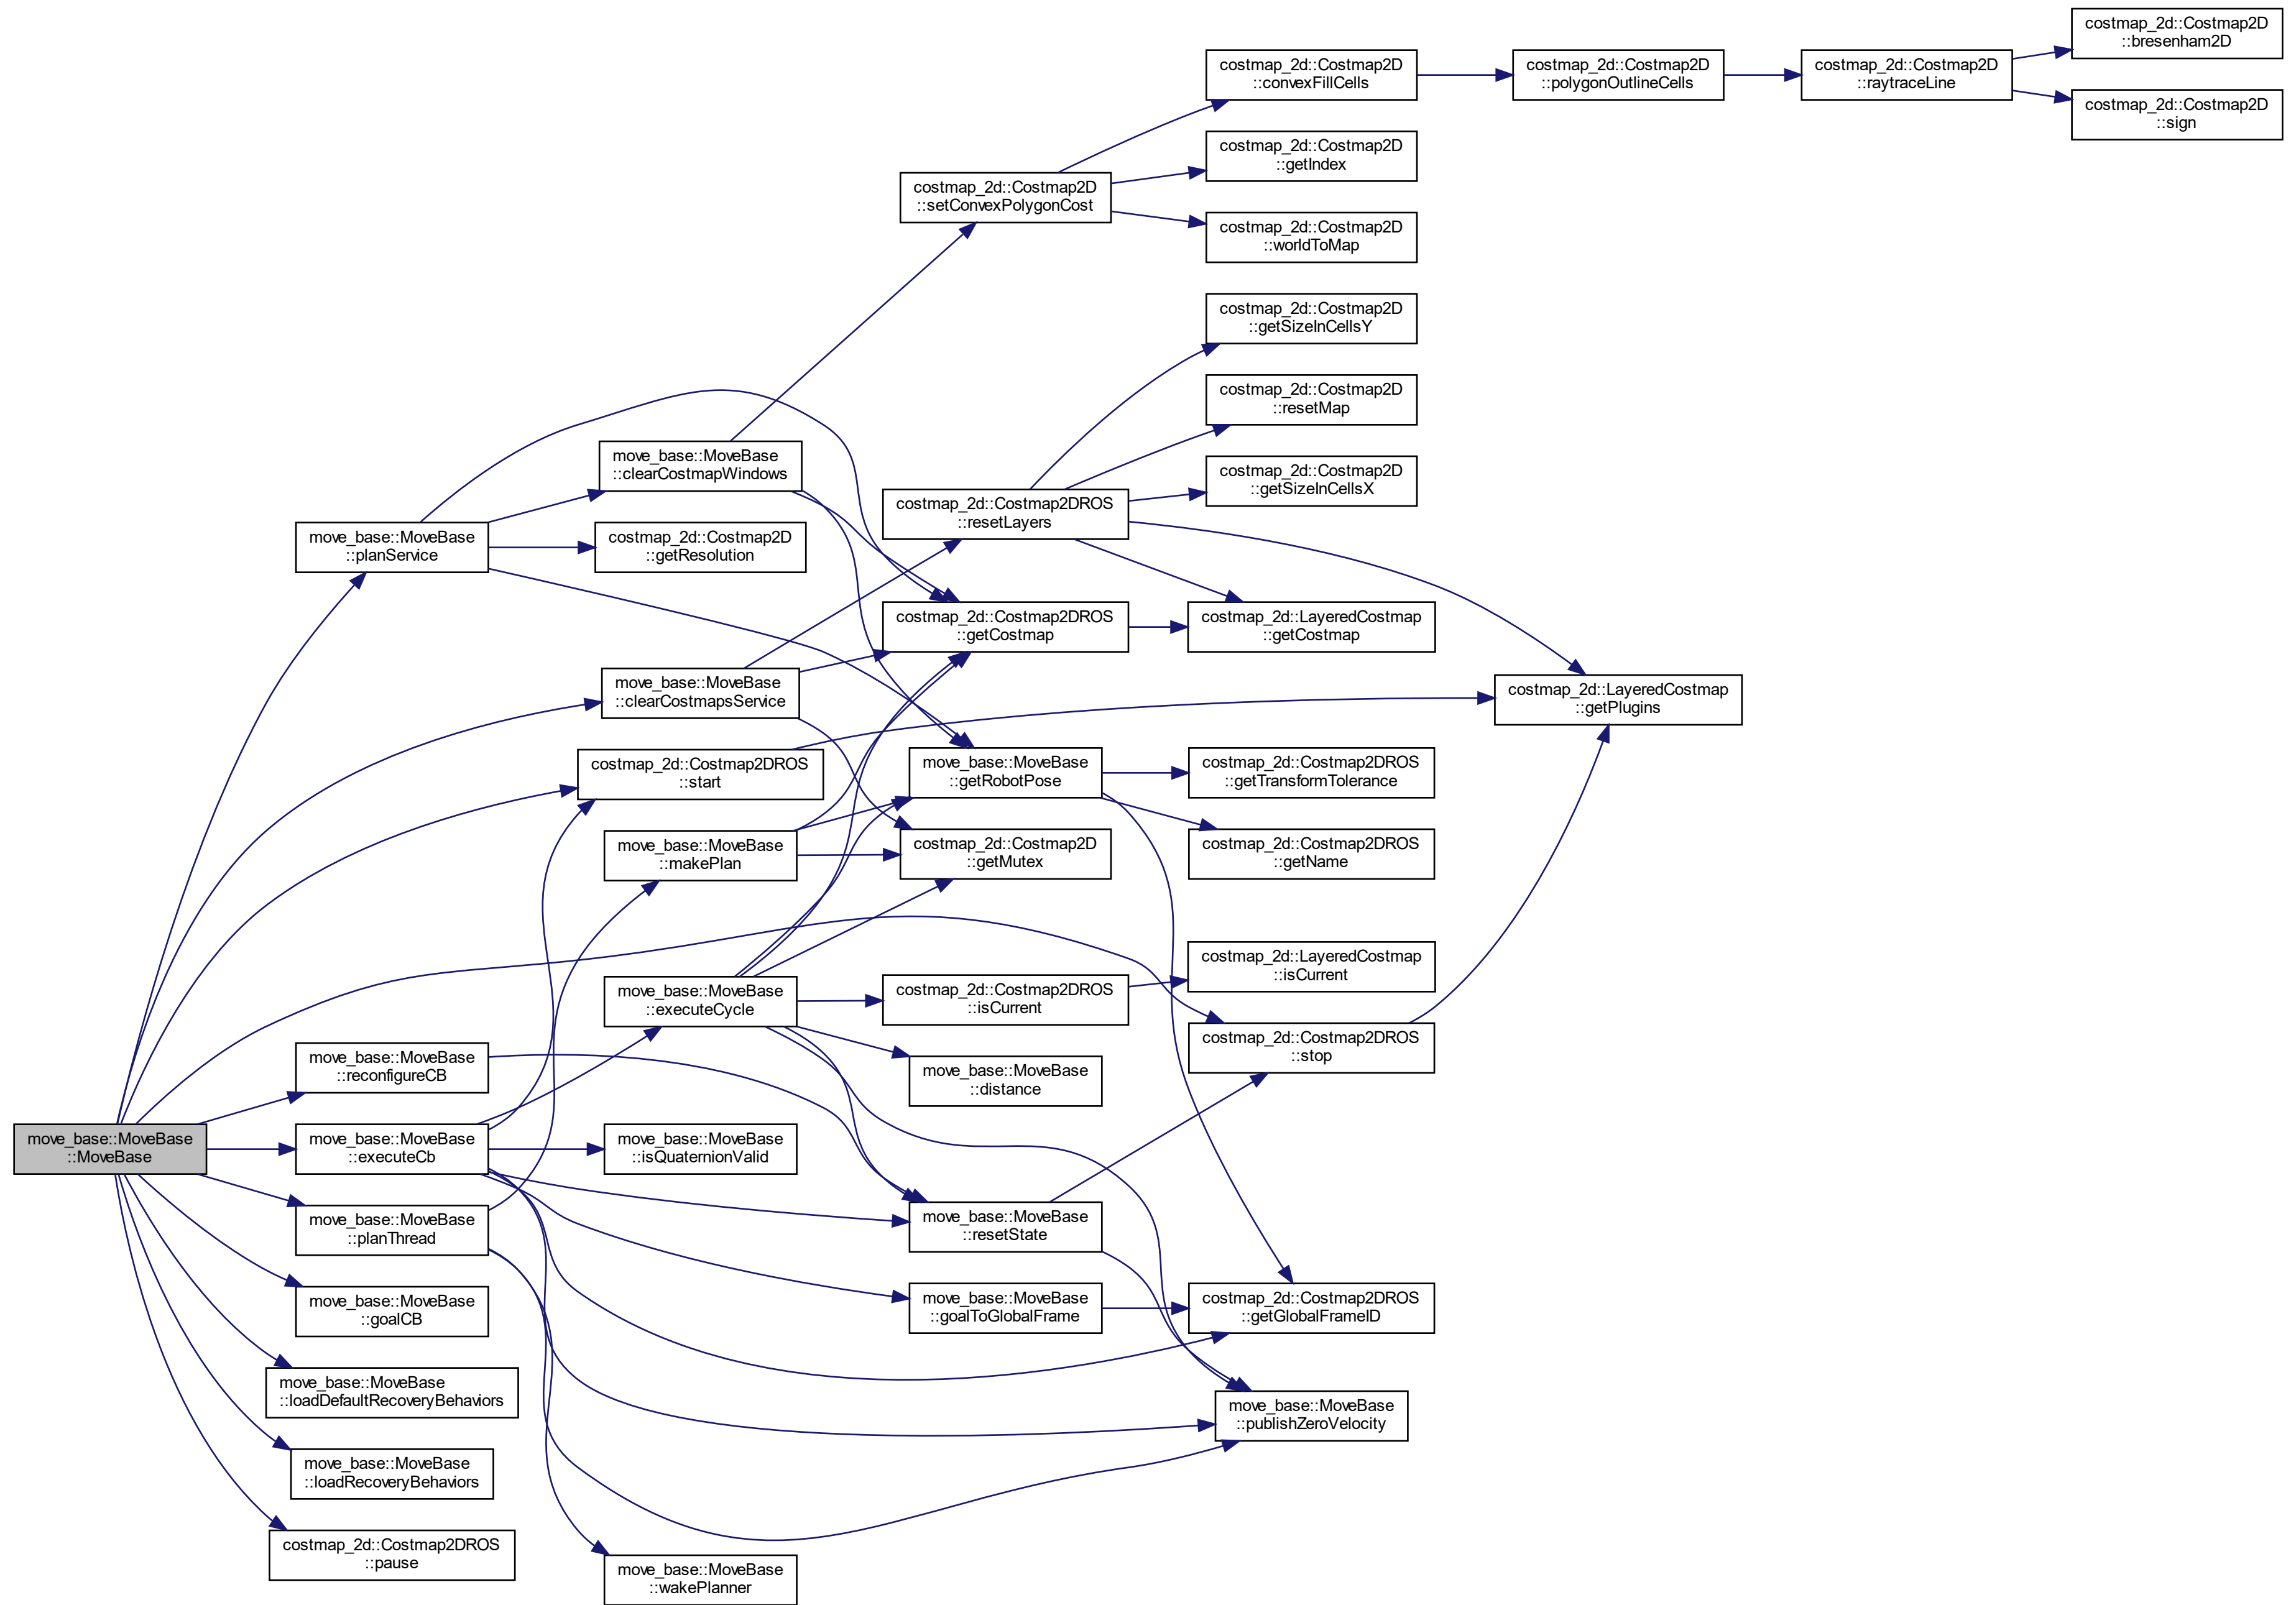 costmap_2d::Costmap2D
::bresenham2D
costmap_2d::Costmap2D
::convexFillCells
costmap_2d::Costmap2D
::polygonOutlineCells
costmap_2d::Costmap2D
::raytraceLine
costmap_2d::Costmap2D
::sign
costmap_2d::Costmap2D
::getIndex
costmap_2d::Costmap2D
::setConvexPolygonCost
costmap_2d::Costmap2D
::worldToMap
costmap_2d::Costmap2D
::getSizeInCellsY
costmap_2d::Costmap2D
::resetMap
move_base::MoveBase
::clearCostmapWindows
costmap_2d::Costmap2D
::getSizeInCellsX
costmap_2d::Costmap2DROS
::resetLayers
move_base::MoveBase
::planService
costmap_2d::Costmap2D
::getResolution
costmap_2d::Costmap2DROS
::getCostmap
costmap_2d::LayeredCostmap
::getCostmap
move_base::MoveBase
::clearCostmapsService
costmap_2d::LayeredCostmap
::getPlugins
costmap_2d::Costmap2DROS
::start
move_base::MoveBase
::getRobotPose
costmap_2d::Costmap2DROS
::getTransformTolerance
move_base::MoveBase
::makePlan
costmap_2d::Costmap2D
::getMutex
costmap_2d::Costmap2DROS
::getName
costmap_2d::LayeredCostmap
::isCurrent
move_base::MoveBase
::executeCycle
costmap_2d::Costmap2DROS
::isCurrent
costmap_2d::Costmap2DROS
::stop
move_base::MoveBase
::reconfigureCB
move_base::MoveBase
::distance
move_base::MoveBase
::MoveBase
move_base::MoveBase
::executeCb
move_base::MoveBase
::isQuaternionValid
move_base::MoveBase
::planThread
move_base::MoveBase
::resetState
move_base::MoveBase
::goalCB
move_base::MoveBase
::goalToGlobalFrame
costmap_2d::Costmap2DROS
::getGlobalFrameID
move_base::MoveBase
::loadDefaultRecoveryBehaviors
move_base::MoveBase
::publishZeroVelocity
move_base::MoveBase
::loadRecoveryBehaviors
costmap_2d::Costmap2DROS
::pause
move_base::MoveBase
::wakePlanner